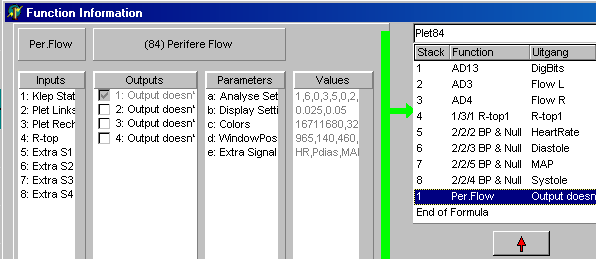 Function Information
Per.Flow
(84) Perifere Flow
Inputs
1: Klep Stat
2: Plet Links
3: Plet Rech
4: R-top
5: Extra S1
6: Extra S2
7: Extra S3
8: Extra S4
Outputs
1: Output doesn"
2: Output doesn"
3: Output doesn"
4: Output doesn"
Parameters
a: Analyse Set
b: Display Setti
c: Colors
d: WindowPos
e: Extra Signal
Values
1,6,0,3,5,0,2,
0.025,0.05
16711680,32
965,140,460,
HR,Pdias,MAI
Plet84
Stack Function Uitgang
1 AD13 DigBits
2 AD3 Flow L
3 AD4 Flow R
4 1/3/1 R-top1 R-top1
5 2/2/2 BP & Null HeartRate
6 2/2/3 BP & Null Diastole
7 2/2/5 BP & Null MAP
8 2/2/4 BP & Null Systole
1 Per.Flow Output doesn
End of Formula